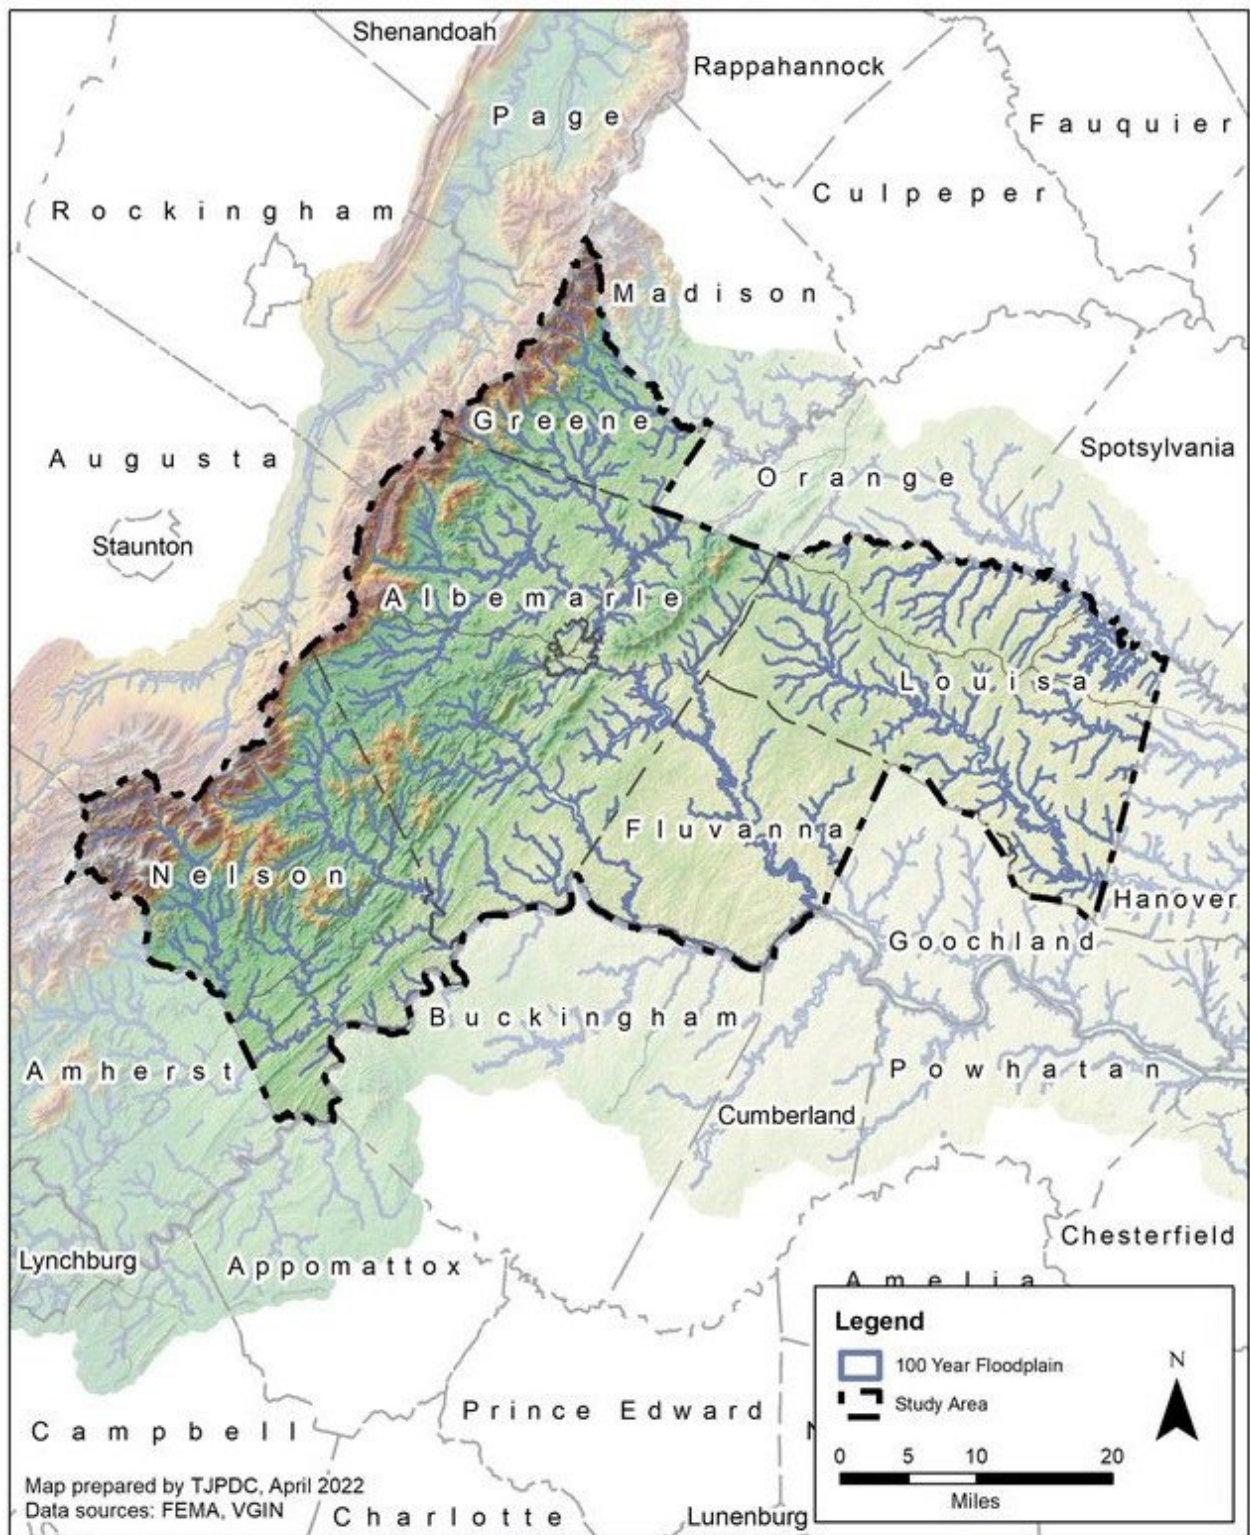 Shenandoah
Rappahannock
Page
Fauquier
Culpeper
Rockingham
Madison
Greene
Spotsylvania
Augusta
Orange
Staunton
Albemarle
Louisa
Fluvanna
Nelson
Hanover
Goochland
Buckingham
Amherst
Powhatan
Cumberland
Chesterfield
Lynchburg
Appomattox
Amelia
Legend
100 Year Floodplain
Study Area
N
0 5 10 20
Miles
Prince Edward
Campbell
Map prepared by TJPDC, April 2022
Data sources: FEMA, VGIN
Charlotte
Lunenburg